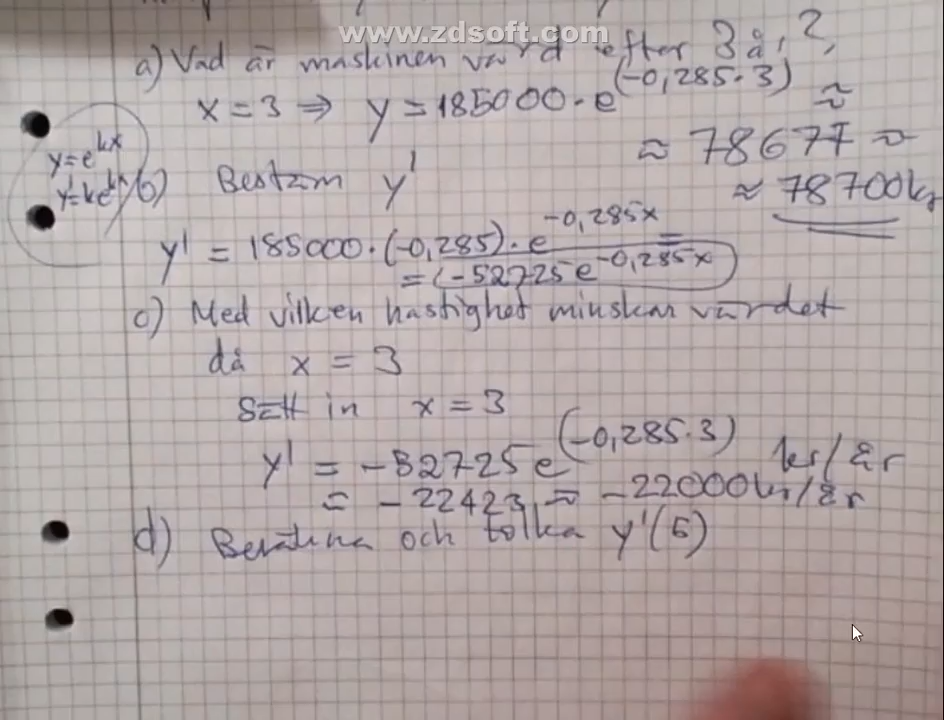 www.zdsoft.com
a) Vad är maskinen värd efter 3 år?
x = 3 ⇒ y = 185000 · e^(-0,285·3) ≈
≈ 78677 ≈
≈ 78700 kr
y = e^kx
y' = ke^kx
b) Bestäm y'
y' = 185000 · (-0,285) · e^-0,285x =
= (-52725 e^-0,285x)
c) Med vilken hastighet minskar värdet
då x = 3
Sätt in x = 3
y' = -52725 e^(-0,285·3) kr/år
= -22423 ≈ -22000 kr/år
d) Beräkna och tolka y'(5)